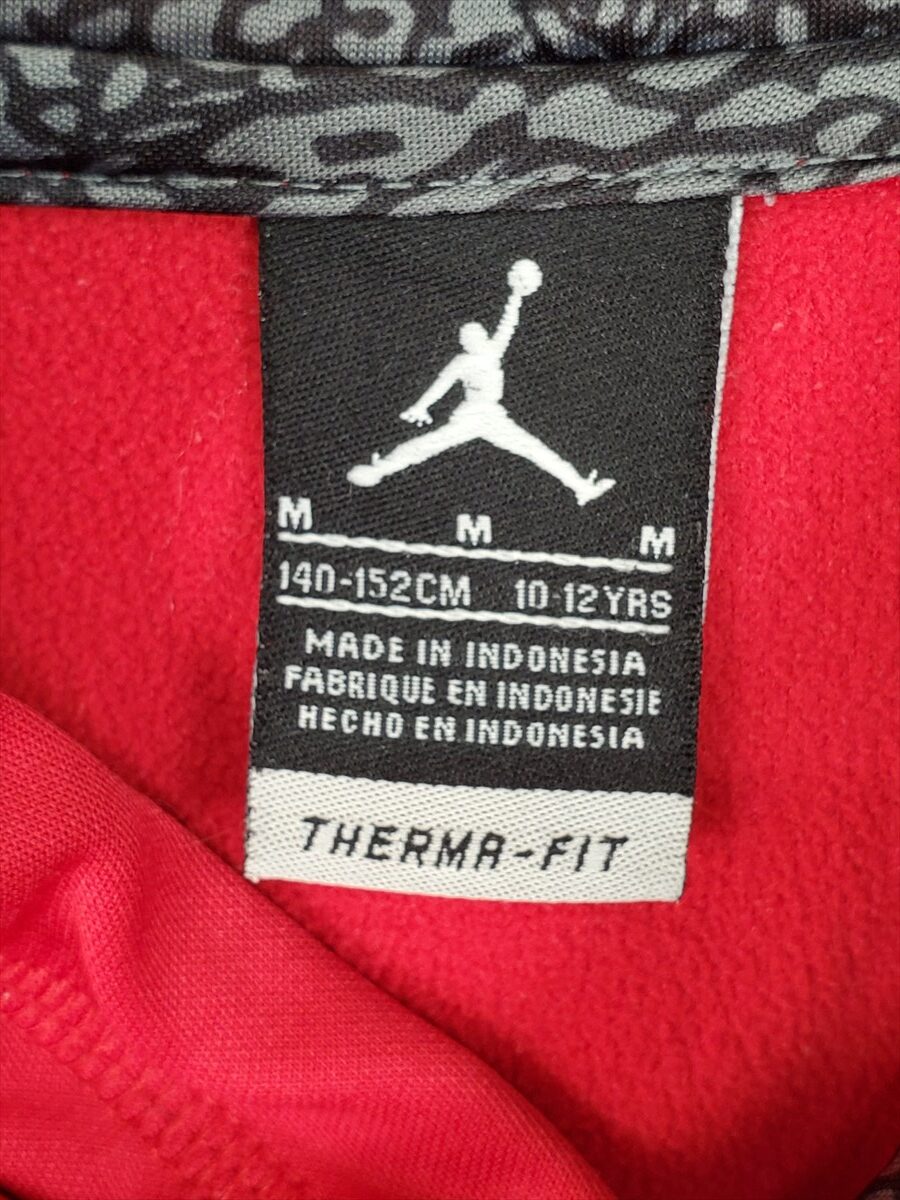 M M M
140-152CM 10-12YRS
MADE IN INDONESIA
FABRIQUE EN INDONESIE
HECHO EN INDONESIA
THERMA-FIT